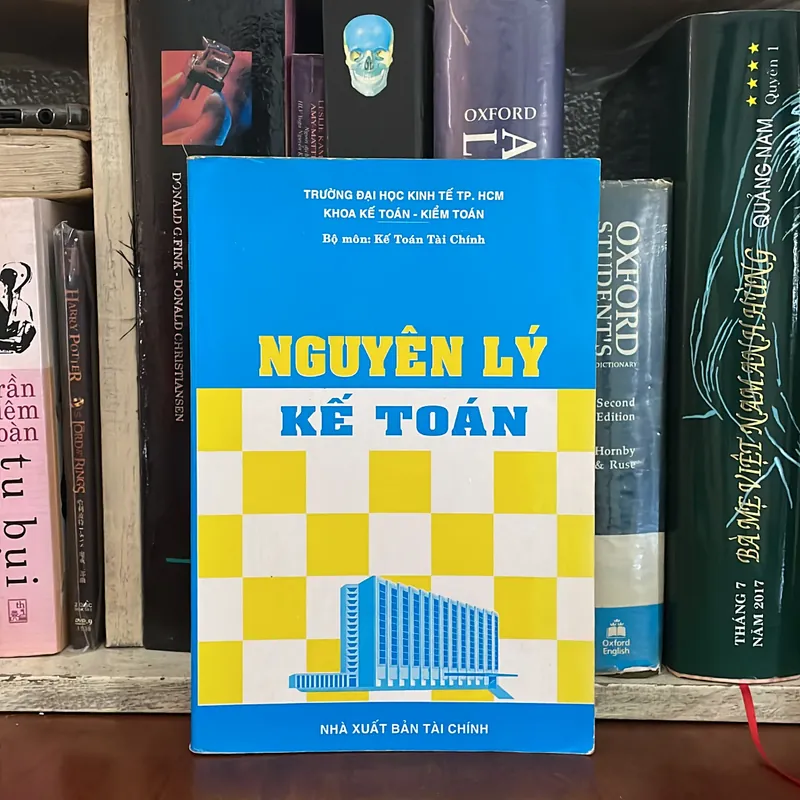 TRƯỜNG ĐẠI HỌC KINH TẾ TP. HCM
KHOA KẾ TOÁN - KIỂM TOÁN
Bộ môn: Kế Toán Tài Chính
NGUYÊN LÝ
KẾ TOÁN
NHÀ XUẤT BẢN TÀI CHÍNH
tu bụi
HARRY POTTER
LORD OF THE RINGS
DONALD G.FINK - DONALD CHRISTIANSEN
OXFORD
OXFORD
STUDENT'S
DICTIONARY
Second
Edition
Hornby
& Ruse
Oxford
English
Quyển 1
QUẢNG NAM
BÀ MẸ VIỆT NAM ANH HÙNG
THÁNG 7
NĂM 2017